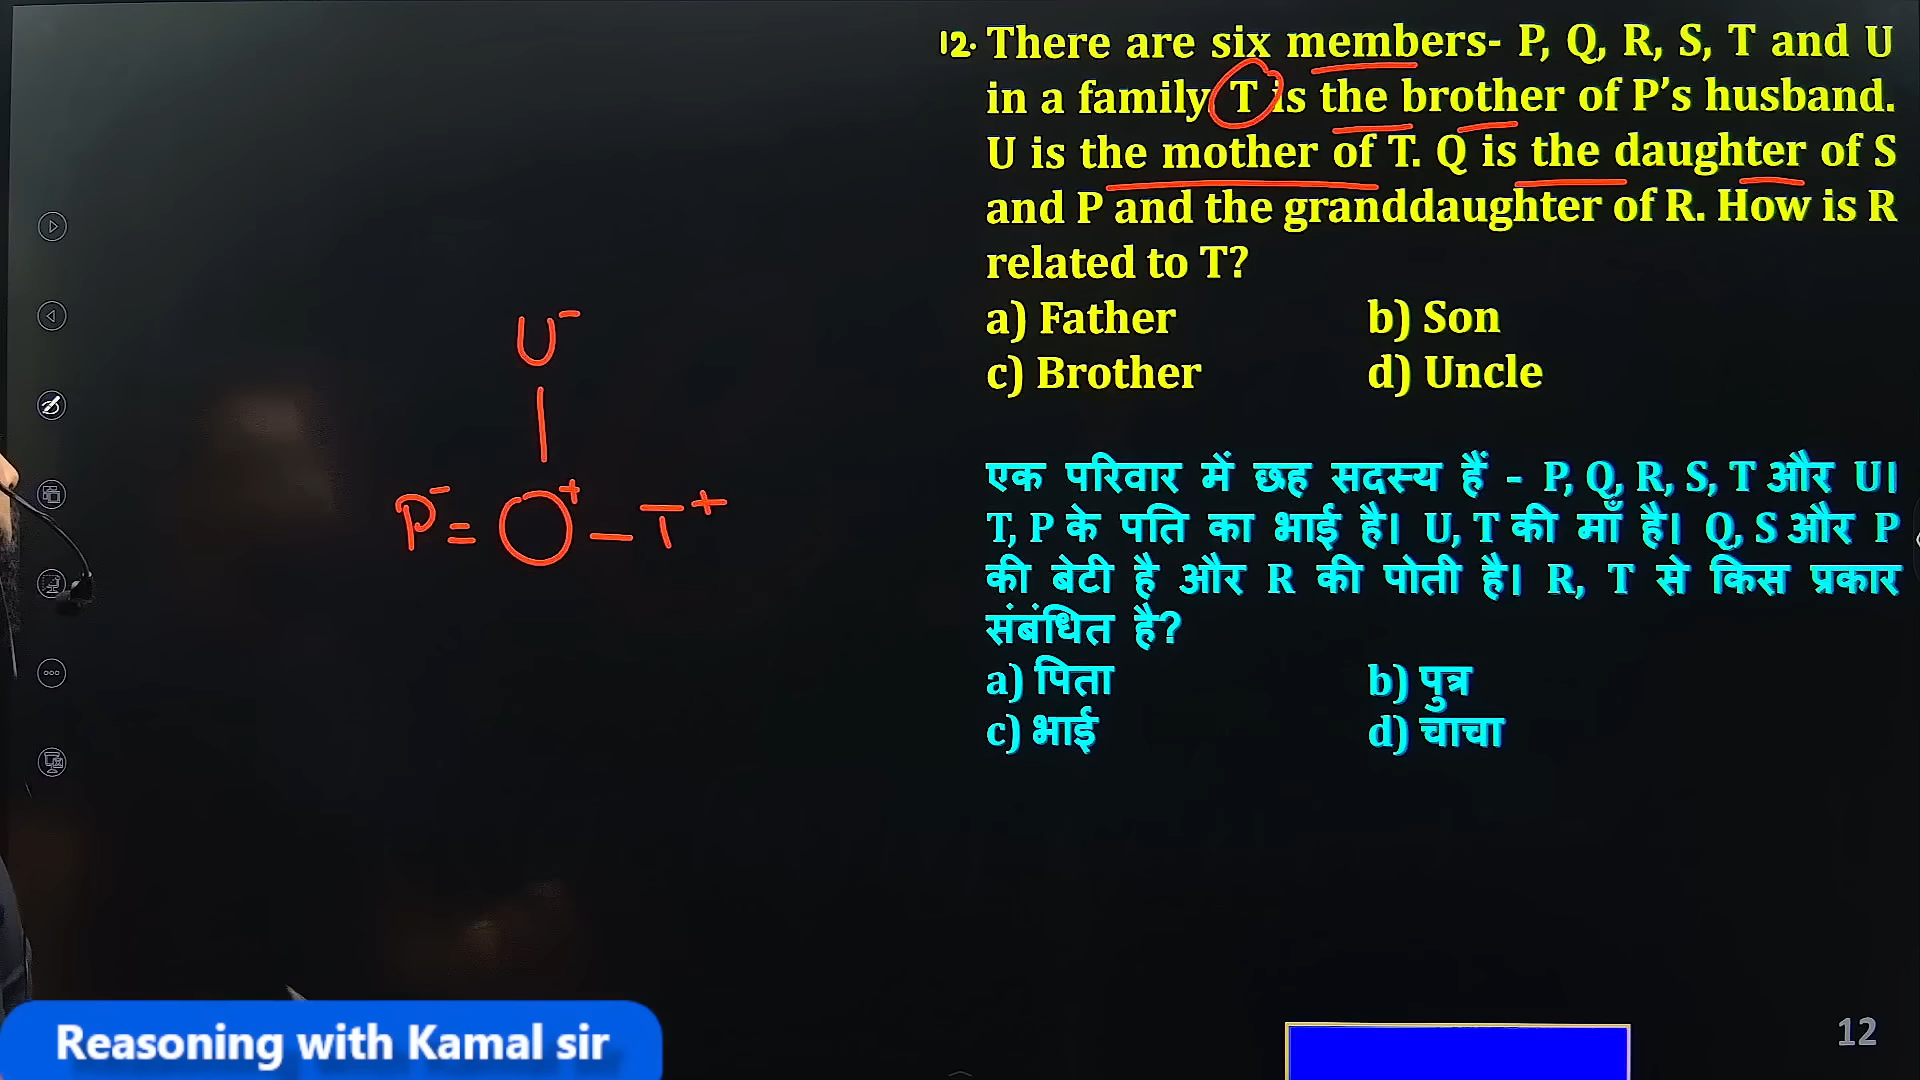 12. There are six members- P, Q, R, S, T and U
in a family T is the brother of P's husband.
U is the mother of T. Q is the daughter of S
and P and the granddaughter of R. How is R
related to T?
a) Father b) Son
c) Brother d) Uncle
एक परिवार में छह सदस्य हैं - P, Q, R, S, T और U।
T, P के पति का भाई है। U, T की माँ है। Q, S और P
की बेटी है और R की पोती है। R, T से किस प्रकार
संबंधित है?
a) पिता b) पुत्र
c) भाई d) चाचा
U-
P- = O+ - T+
Reasoning with Kamal sir
12